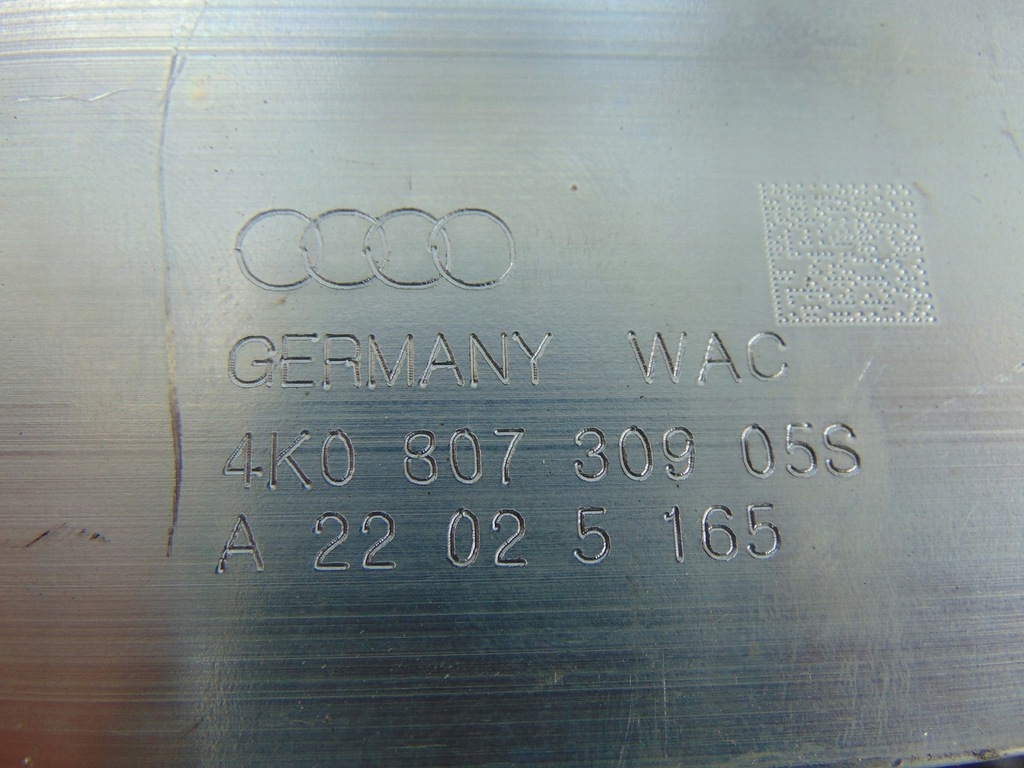 GERMANY WAC
4K0 807 309 05S
A 22 02 5 165